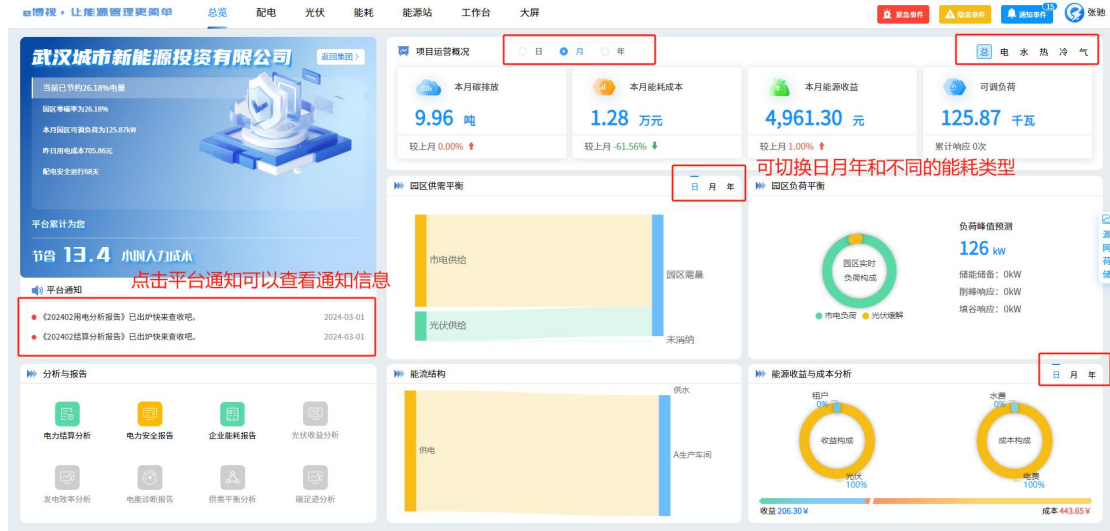 e博视，让能源管理更简单
总览 配电 光伏 能耗 能源站 工作台 大屏
紧急事件 隐患事件 通知事件 15 张驰
武汉城市新能源投资有限公司 返回集团 >
当前已节约26.18%电量
园区零碳率为26.18%
本月园区可调负荷为125.87kW
昨日用电成本705.86元
配电安全运行68天
平台累计为您
节省 13.4 小时人力成本
点击平台通知可以查看通知信息
平台通知
《202402用电分析报告》已出炉快来查收吧。 2024-03-01
《202402结算分析报告》已出炉快来查收吧。 2024-03-01
项目运营概况 日 月 年 总 电 水 热 冷 气
CO₂ 本月碳排放
9.96 吨
较上月 0.00%
本月能耗成本
1.28 万元
较上月 -61.56%
本月能源收益
4,961.30 元
较上月 1.00%
可调负荷
125.87 千瓦
累计响应 0次
可切换日月年和不同的能耗类型
园区供需平衡 日 月 年
市电供给
光伏供给
园区需量
未消纳
园区负荷平衡
园区实时
负荷构成
市电负荷 光伏缓解
负荷峰值预测
126 kW
储能储备：0kW
削峰响应：0kW
填谷响应：0kW
源
网
荷
储
分析与报告
电力结算分析 电力安全报告 企业能耗报告 光伏收益分析
发电效率分析 电能诊断报告 供需平衡分析 碳足迹分析
能流结构
供电
供水
A生产车间
能源收益与成本分析 日 月 年
租户
0%
收益构成
光伏
100%
水费
0%
成本构成
电费
100%
收益 206.30￥ 成本 443.65￥